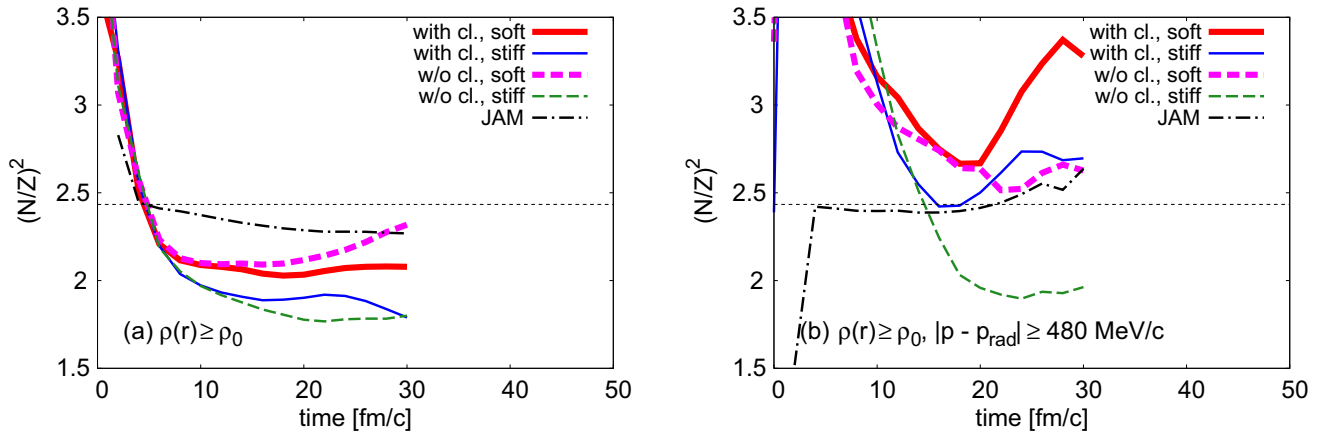 3.5
3
2.5
2
1.5
(N/Z)²
with cl., soft
with cl., stiff
w/o cl., soft
w/o cl., stiff
JAM
(a) ρ(r) ≥ ρ₀
0 10 20 30 40 50
time [fm/c]
3.5
3
2.5
2
1.5
(N/Z)²
with cl., soft
with cl., stiff
w/o cl., soft
w/o cl., stiff
JAM
(b) ρ(r) ≥ ρ₀, |p - p_rad| ≥ 480 MeV/c
0 10 20 30 40 50
time [fm/c]